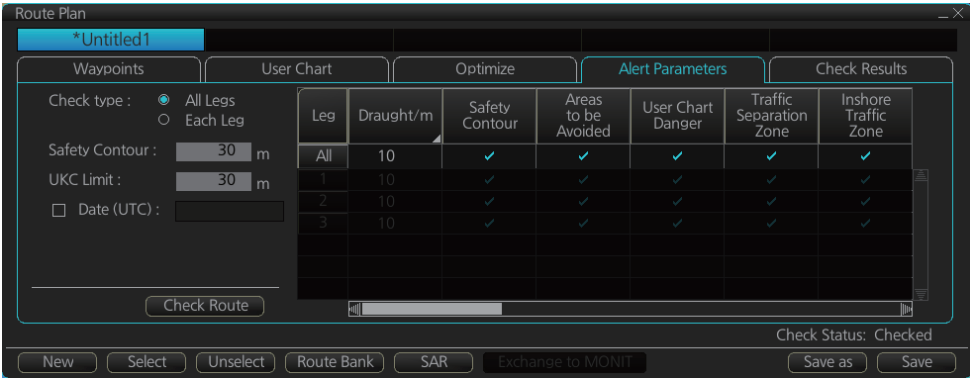 Route Plan
*Untitled1
Waypoints User Chart Optimize Alert Parameters Check Results
Check type : All Legs
Each Leg
Safety Contour : 30 m
UKC Limit : 30 m
Date (UTC) :
Check Route
Leg Draught/m Safety Contour Areas to be Avoided User Chart Danger Traffic Separation Zone Inshore Traffic Zone
All 10
1 10
2 10
3 10
Check Status: Checked
New Select Unselect Route Bank SAR Exchange to MONIT Save as Save